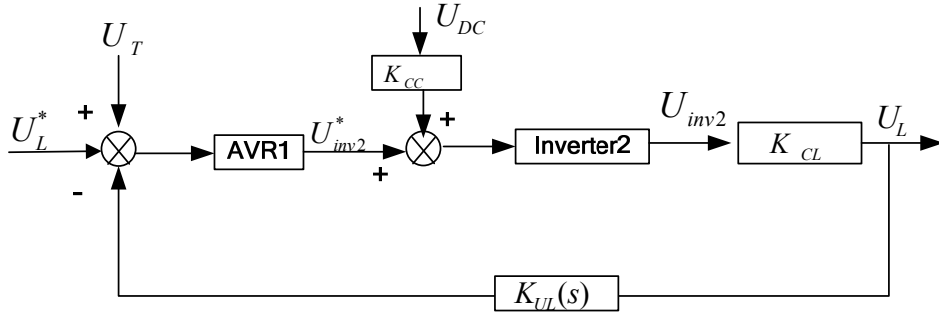 U_DC
U_T
K_CC
+
+
U_L^*
AVR1
U_inv2^*
Inverter2
U_inv2
K_CL
U_L
+
-
K_UL(s)